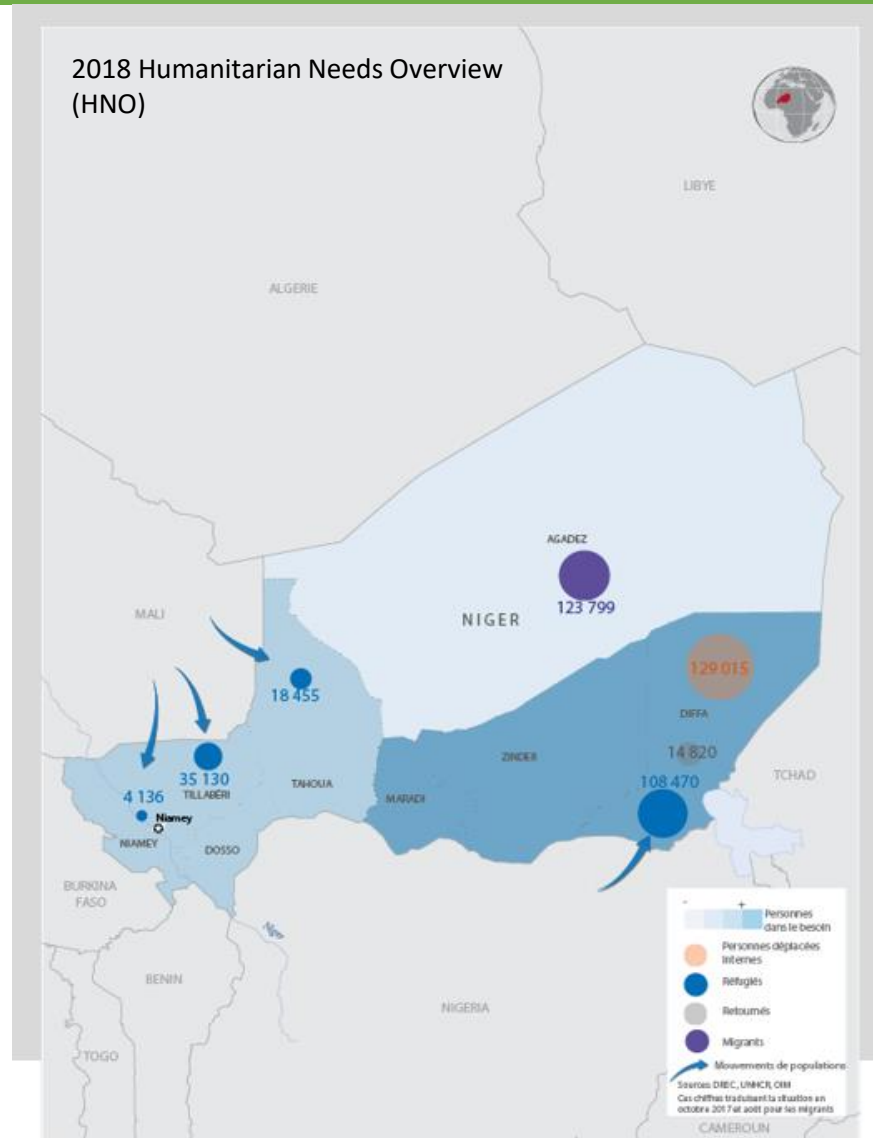 2018 Humanitarian Needs Overview
(HNO)
LIBYE
ALGERIE
AGADEZ
123 799
NIGER
MALI
129 015
18 455
DIFFA
14 820
ZINDER
35 130
TILLABÉRI
TAHOUA
108 470
TCHAD
MARADI
4 136
Niamey
NIAMEY
DOSSO
BURKINA
FASO
Niger
BENIN
NIGERIA
TOGO
CAMEROUN
- +
Personnes
dans le besoin
Personnes déplacées
Internes
Réfugiés
Retournés
Migrants
Mouvements de populations
Sources: DREC, UNHCR, OIM
Ces chiffres traduisent la situation en
octobre 2017 et août pour les migrants